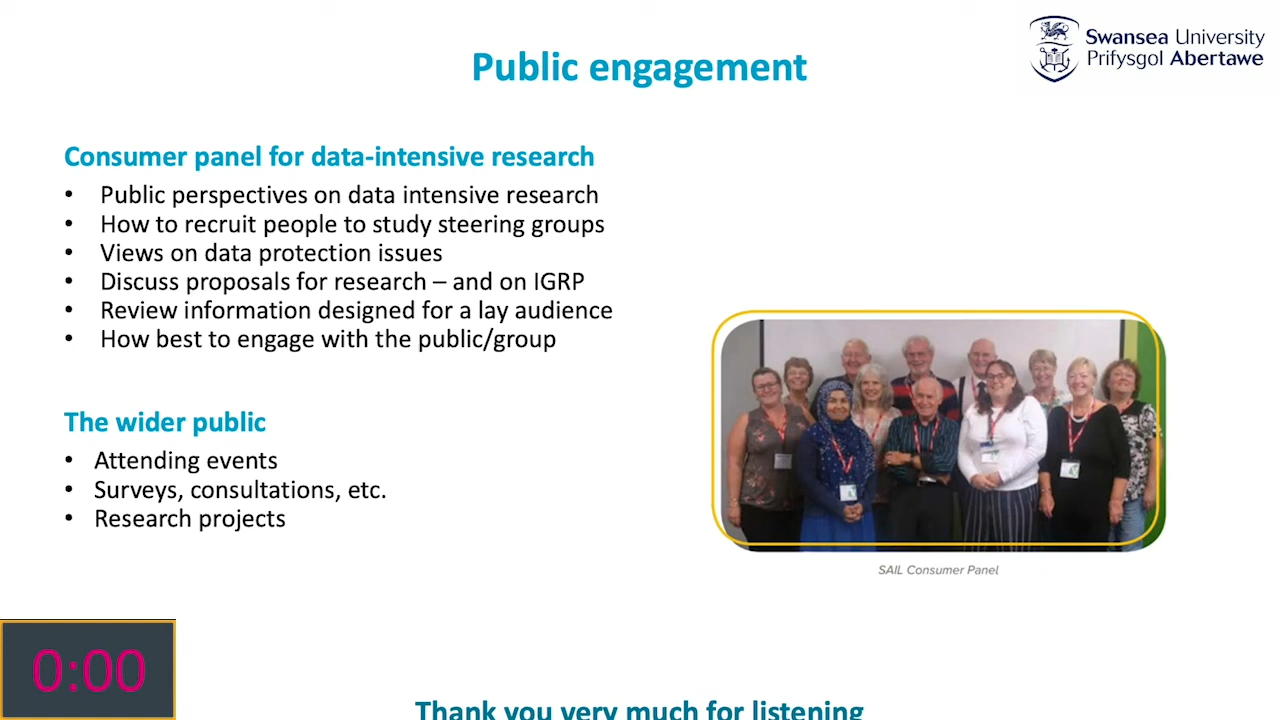 Public engagement
Swansea University
Prifysgol Abertawe
Consumer panel for data-intensive research
• Public perspectives on data intensive research
• How to recruit people to study steering groups
• Views on data protection issues
• Discuss proposals for research – and on IGRP
• Review information designed for a lay audience
• How best to engage with the public/group
The wider public
• Attending events
• Surveys, consultations, etc.
• Research projects
SAIL Consumer Panel
0:00
Thank you very much for listening